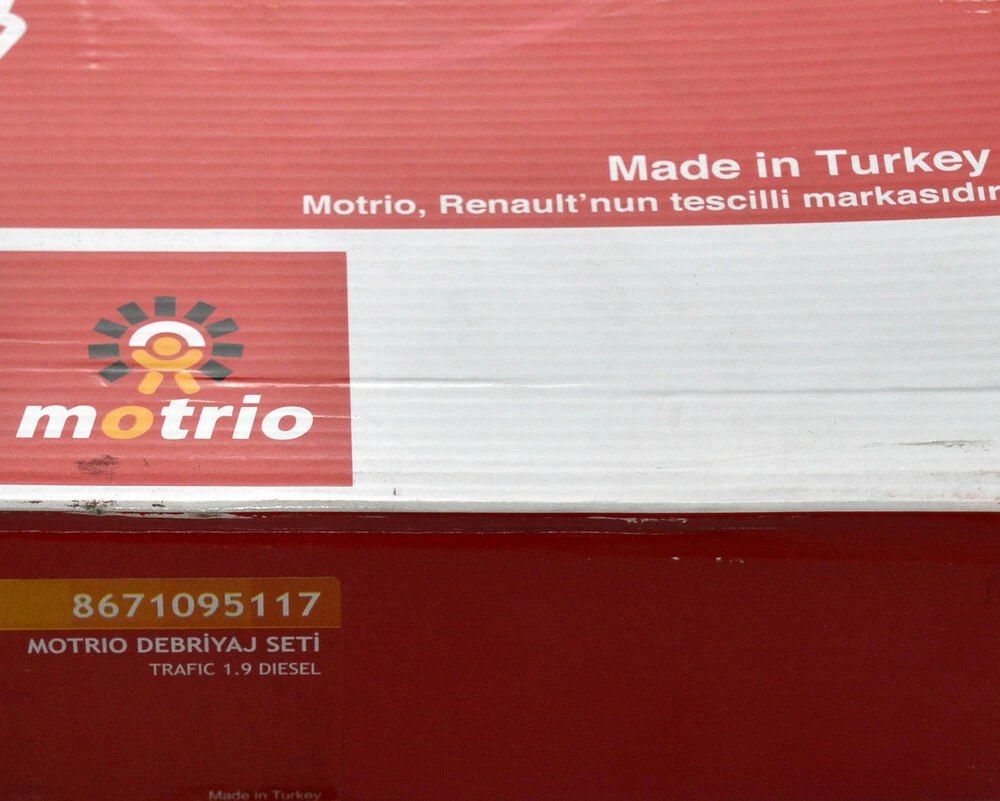 Made in Turkey
Motrio, Renault'nun tescilli markasıdır
motrio
8671095117
MOTRIO DEBRİYAJ SETİ
TRAFIC 1.9 DIESEL
Made in Turkey